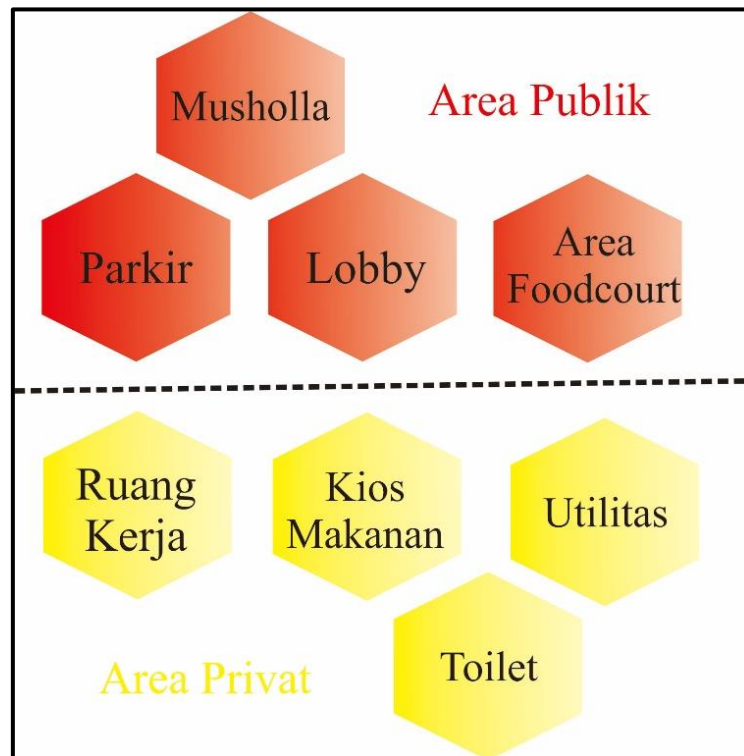 Musholla
Area Publik
Parkir
Lobby
Area
Foodcourt
Ruang
Kerja
Kios
Makanan
Utilitas
Toilet
Area Privat